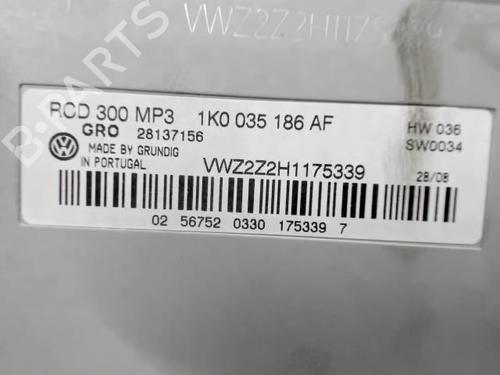 VWZ2Z2H1175339
RCD 300 MP3 1K0 035 186 AF
GRO 28137156 HW 036
MADE BY GRUNDIG SW0034
IN PORTUGAL VWZ2Z2H1175339 28/08
02 56752 0330 175339 7